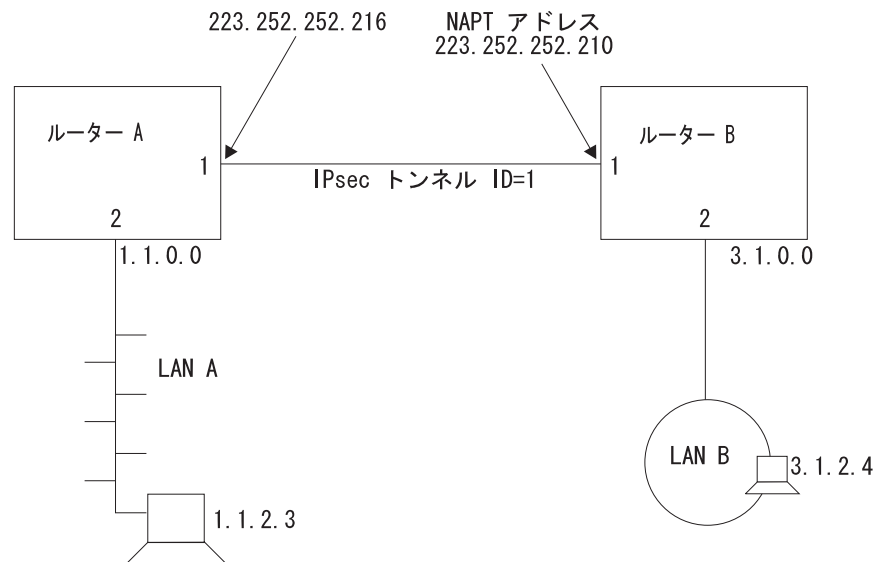 223.252.252.216
NAPT アドレス
223.252.252.210
ルーター A
1
IPsec トンネル ID=1
ルーター B
1
2
1.1.0.0
2
3.1.0.0
LAN A
LAN B
3.1.2.4
1.1.2.3